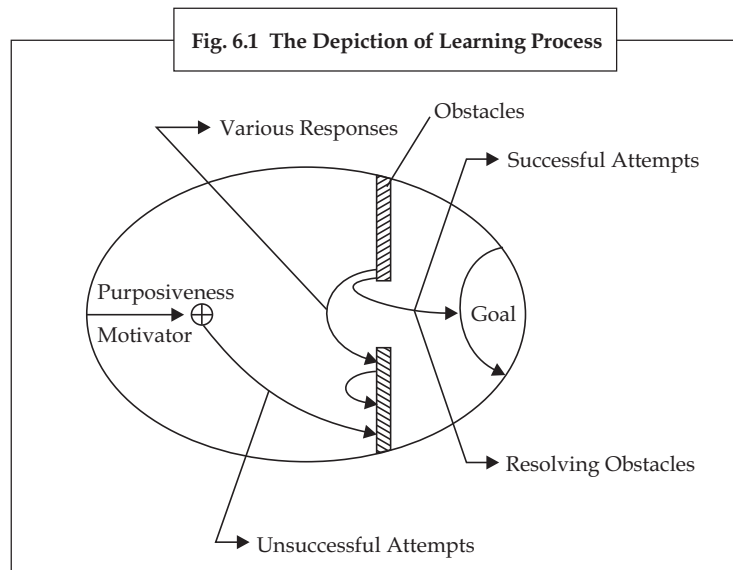 Fig. 6.1 The Depiction of Learning Process
Obstacles
Various Responses
Successful Attempts
Purposiveness
Motivator
Goal
Resolving Obstacles
Unsuccessful Attempts